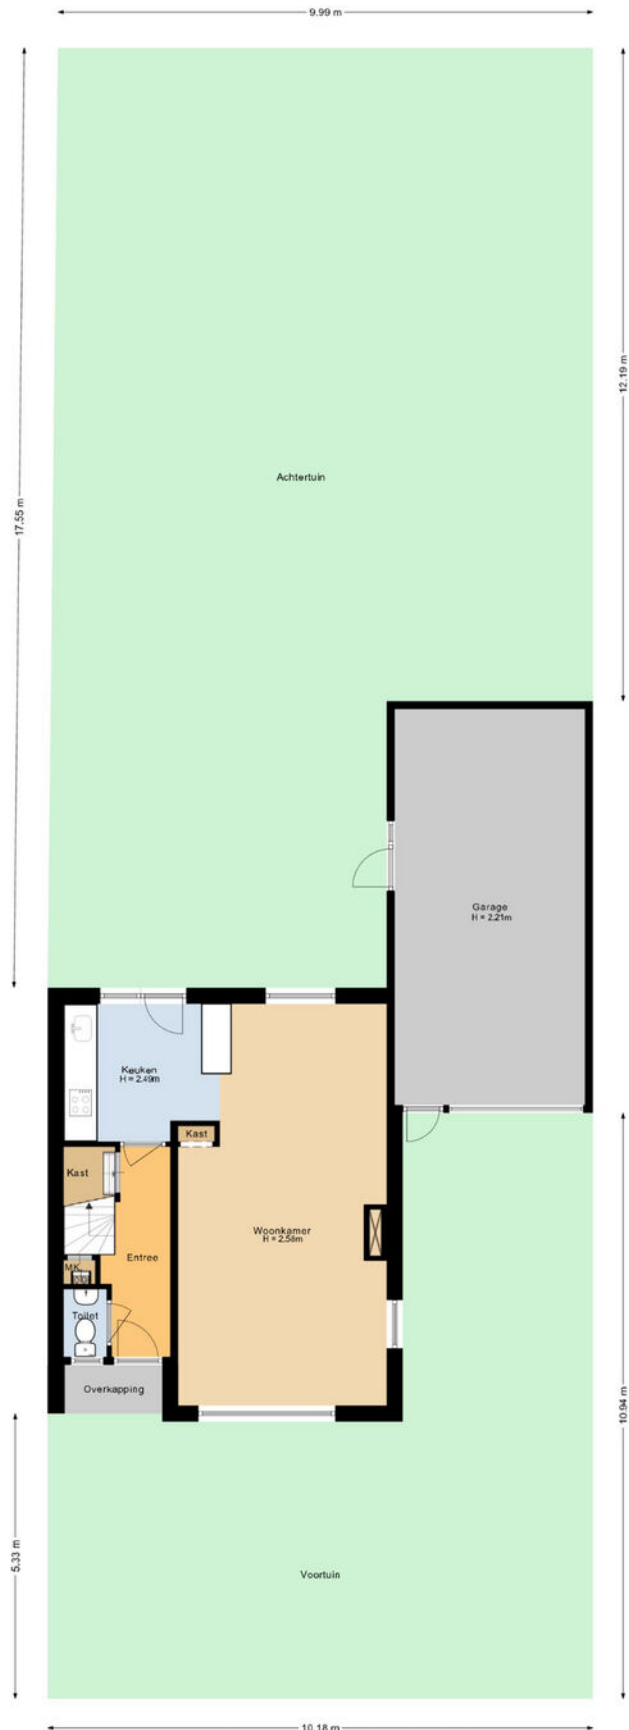 9.99 m
12.19 m
17.55 m
Achtertuin
Garage
H = 2.21m
Keuken
H = 2.49m
Kast
Kast
Woonkamer
H = 2.58m
Entree
MK
Toilet
Overkapping
10.94 m
5.33 m
Voortuin
10.18 m